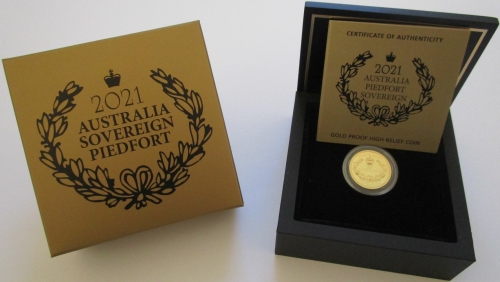 2021
AUSTRALIA
SOVEREIGN
PIEDFORT
CERTIFICATE OF AUTHENTICITY
2021
AUSTRALIA
PIEDFORT
SOVEREIGN
GOLD PROOF HIGH RELIEF COIN